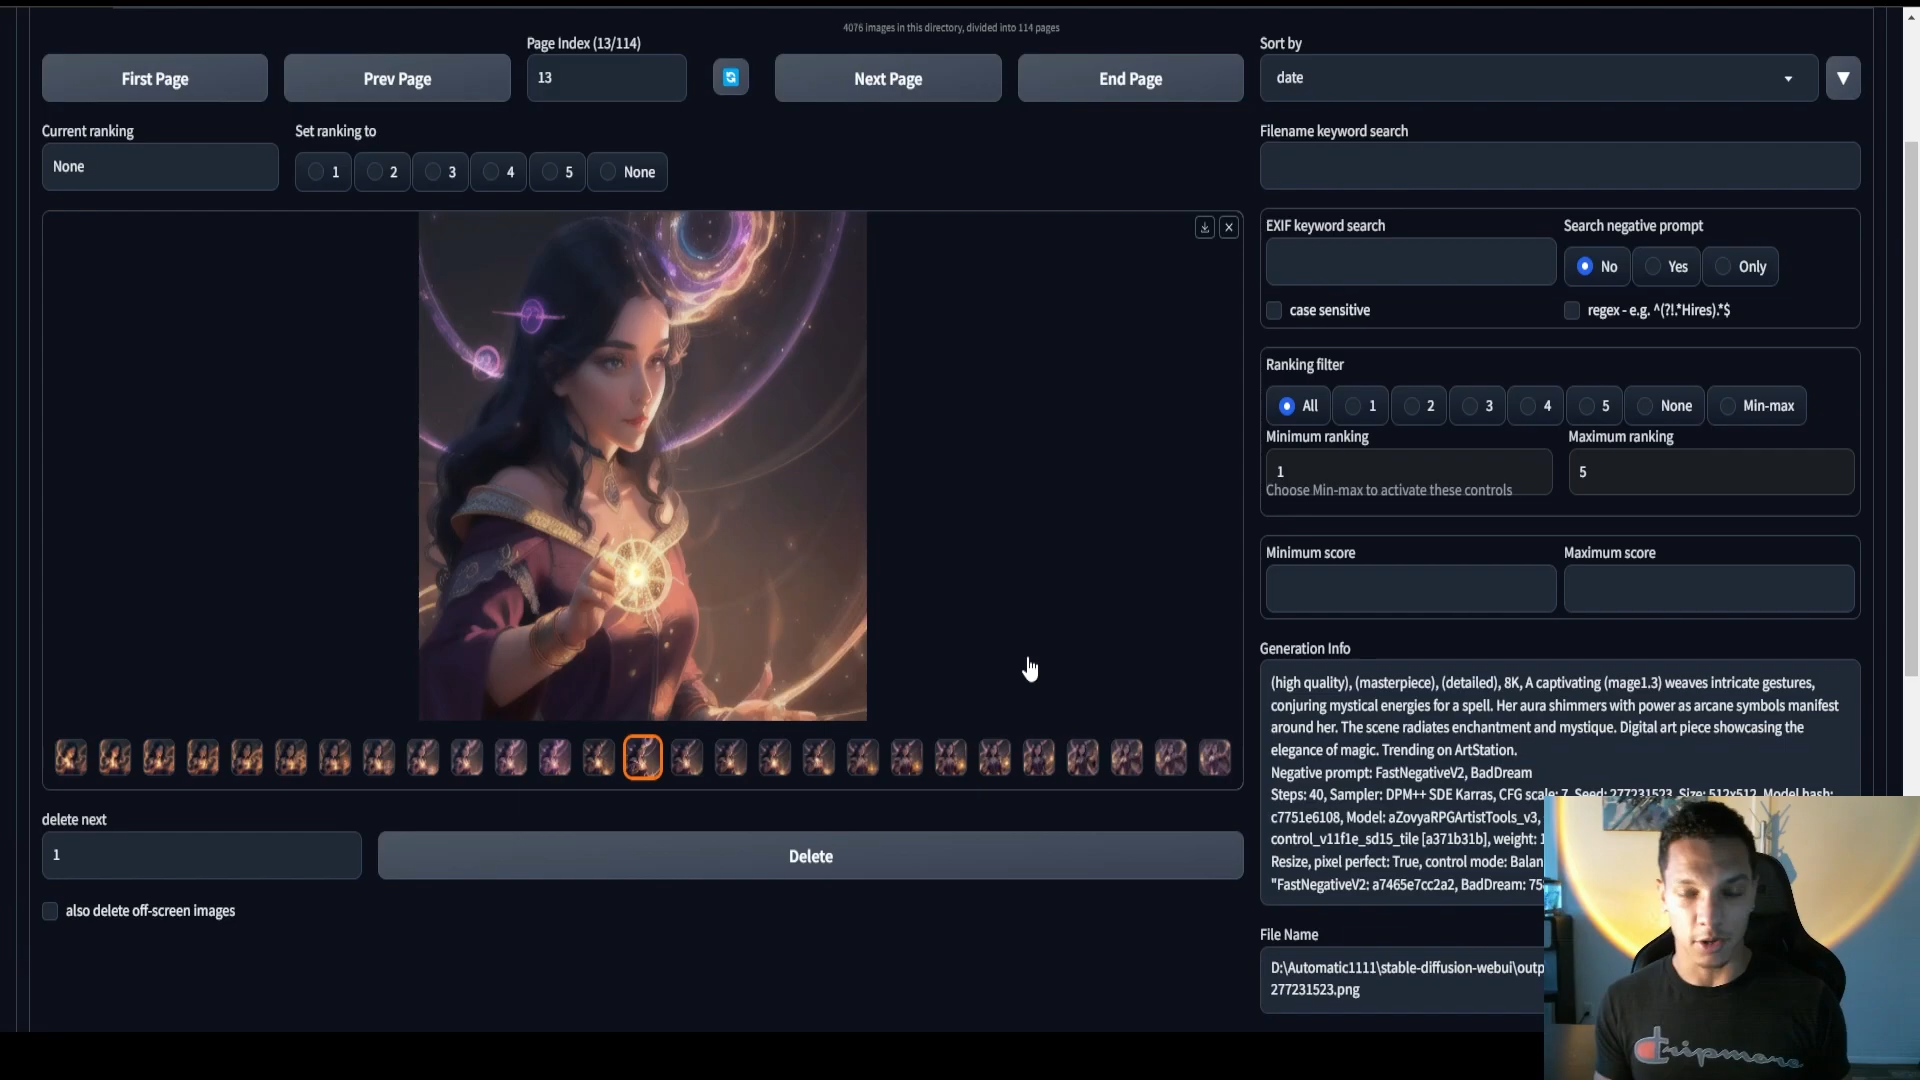 4076 images in this directory, divided into 114 pages
Page Index (13/114)
Sort by
First Page
Prev Page
13
Next Page
End Page
date
Current ranking
Set ranking to
Filename keyword search
None
1
2
3
4
5
None
EXIF keyword search
Search negative prompt
No
Yes
Only
case sensitive
regex - e.g. ^(?!.*Hires).*$
Ranking filter
All
1
2
3
4
5
None
Min-max
Minimum ranking
Maximum ranking
1
5
Choose Min-max to activate these controls
Minimum score
Maximum score
Generation Info
(high quality), (masterpiece), (detailed), 8K, A captivating (mage1.3) weaves intricate gestures,
conjuring mystical energies for a spell. Her aura shimmers with power as arcane symbols manifest
around her. The scene radiates enchantment and mystique. Digital art piece showcasing the
elegance of magic. Trending on ArtStation.
Negative prompt: FastNegativeV2, BadDream
Steps: 40, Sampler: DPM++ SDE Karras, CFG scale: 7, Seed: 277231523, Size: 512x512, Model hash:
c7751e6108, Model: aZovyaRPGArtistTools_v3,
control_v11f1e_sd15_tile [a371b31b], weight: 1
Resize, pixel perfect: True, control mode: Balan
"FastNegativeV2: a7465e7cc2a2, BadDream: 75
delete next
1
Delete
also delete off-screen images
File Name
D:\Automatic1111\stable-diffusion-webui\outp
277231523.png
tripmore